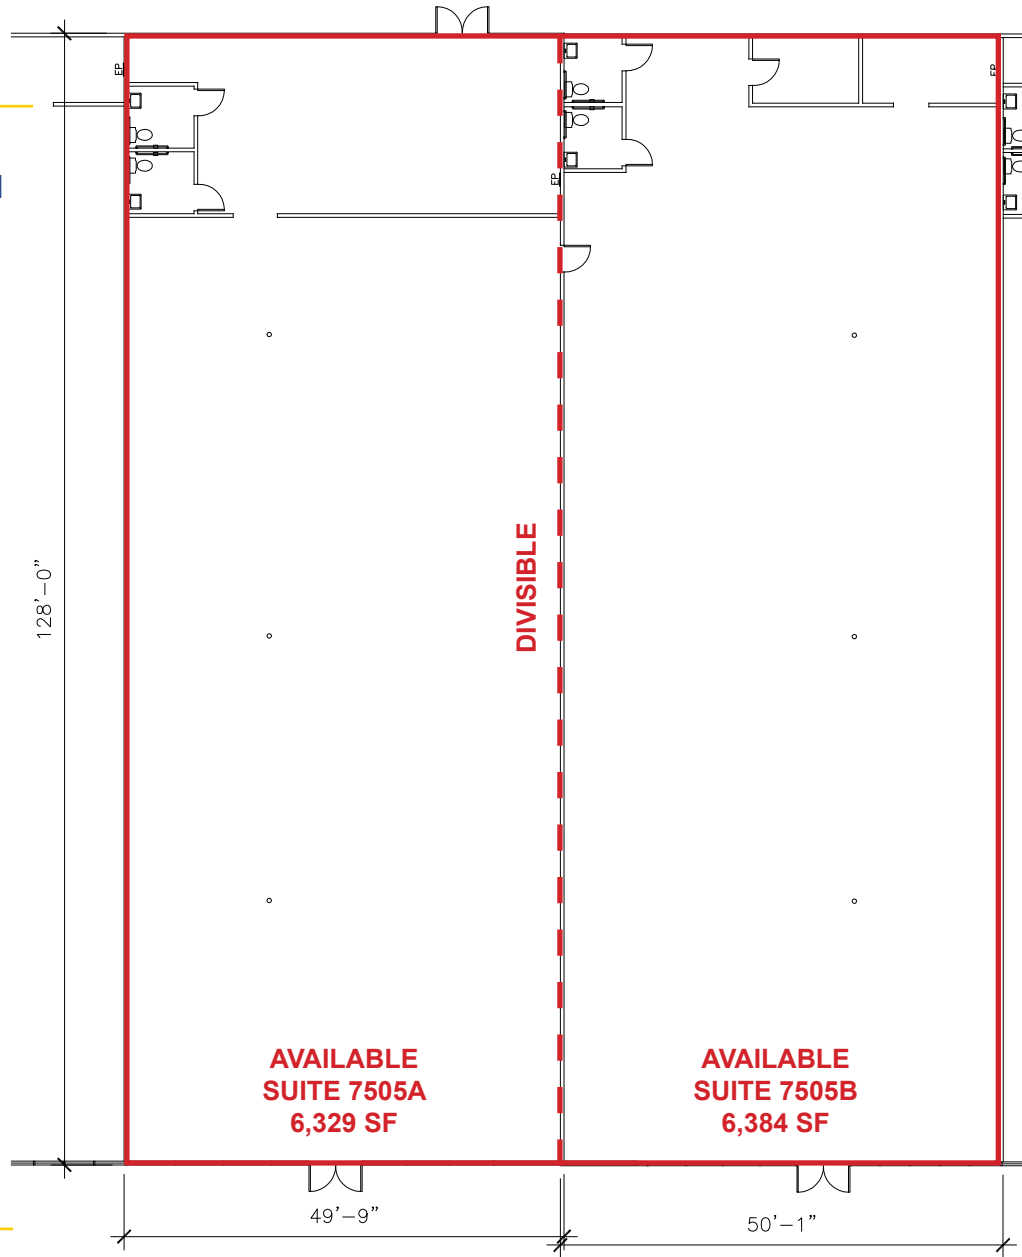 EP
EP
EP
128'-0"
DIVISIBLE
AVAILABLE
SUITE 7505A
6,329 SF
AVAILABLE
SUITE 7505B
6,384 SF
49'-9"
50'-1"